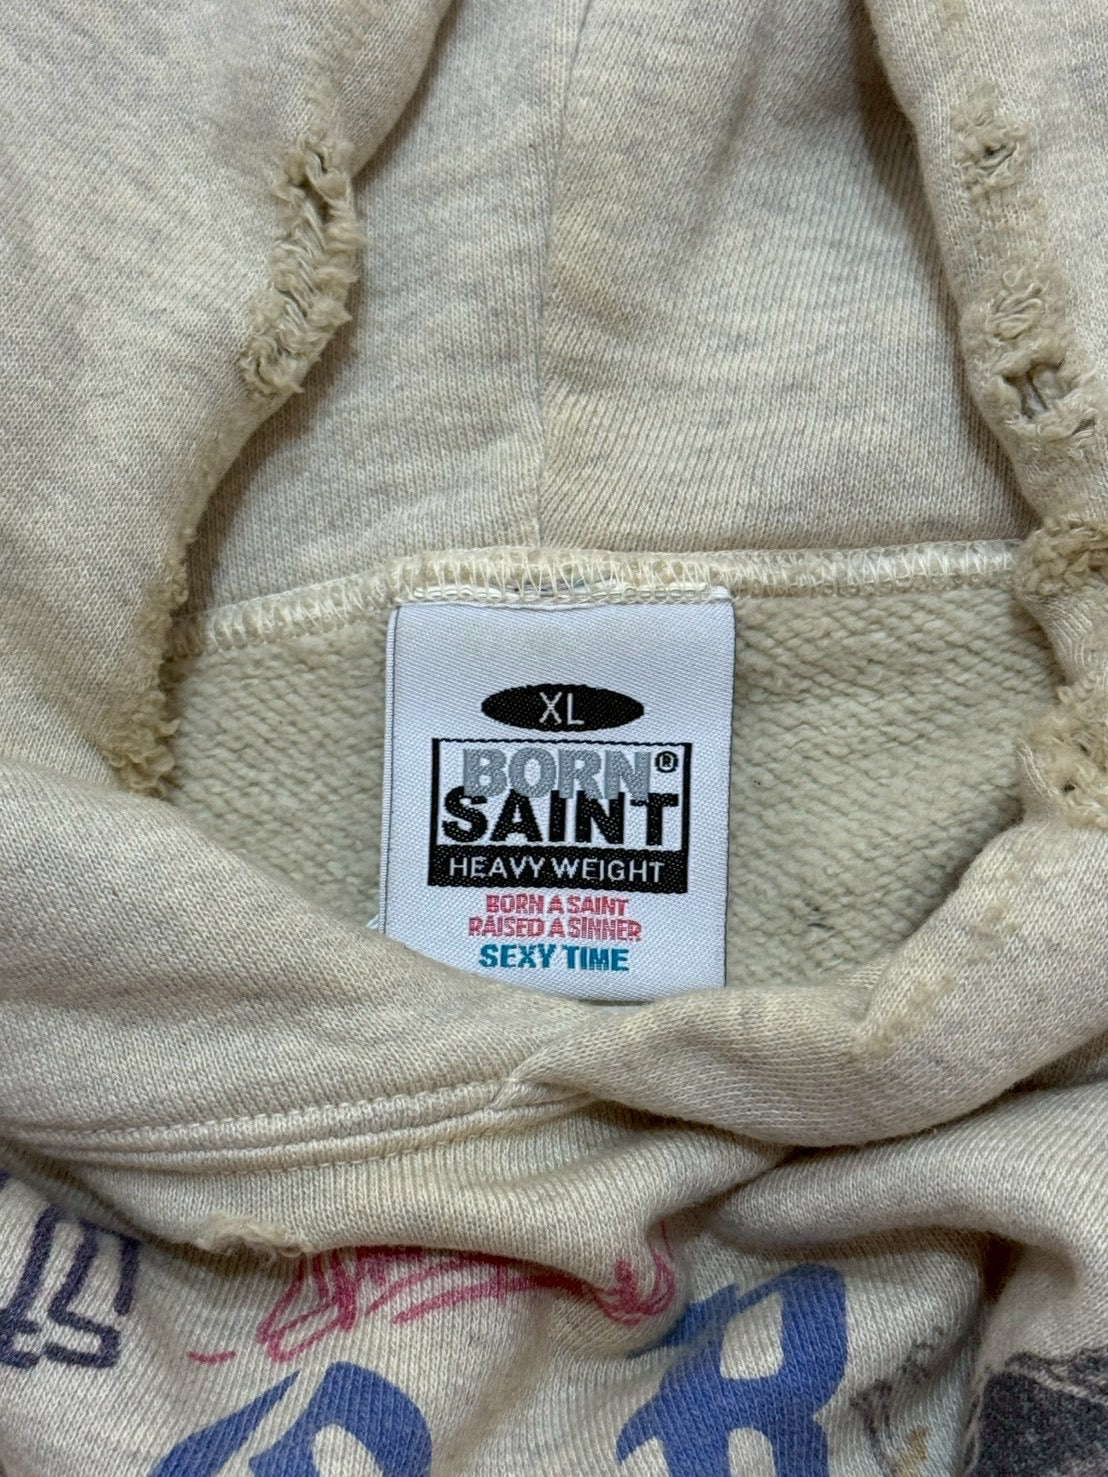 XL
BORN®
SAINT
HEAVY WEIGHT
BORN A SAINT
RAISED A SINNER
SEXY TIME